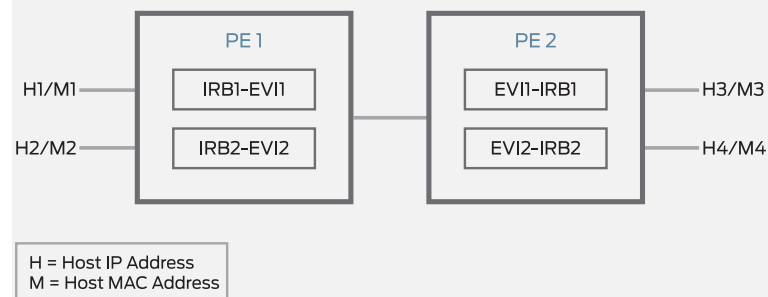 PE 1
PE 2
H1/M1
IRB1-EVI1
EVI1-IRB1
H3/M3
H2/M2
IRB2-EVI2
EVI2-IRB2
H4/M4
H = Host IP Address
M = Host MAC Address